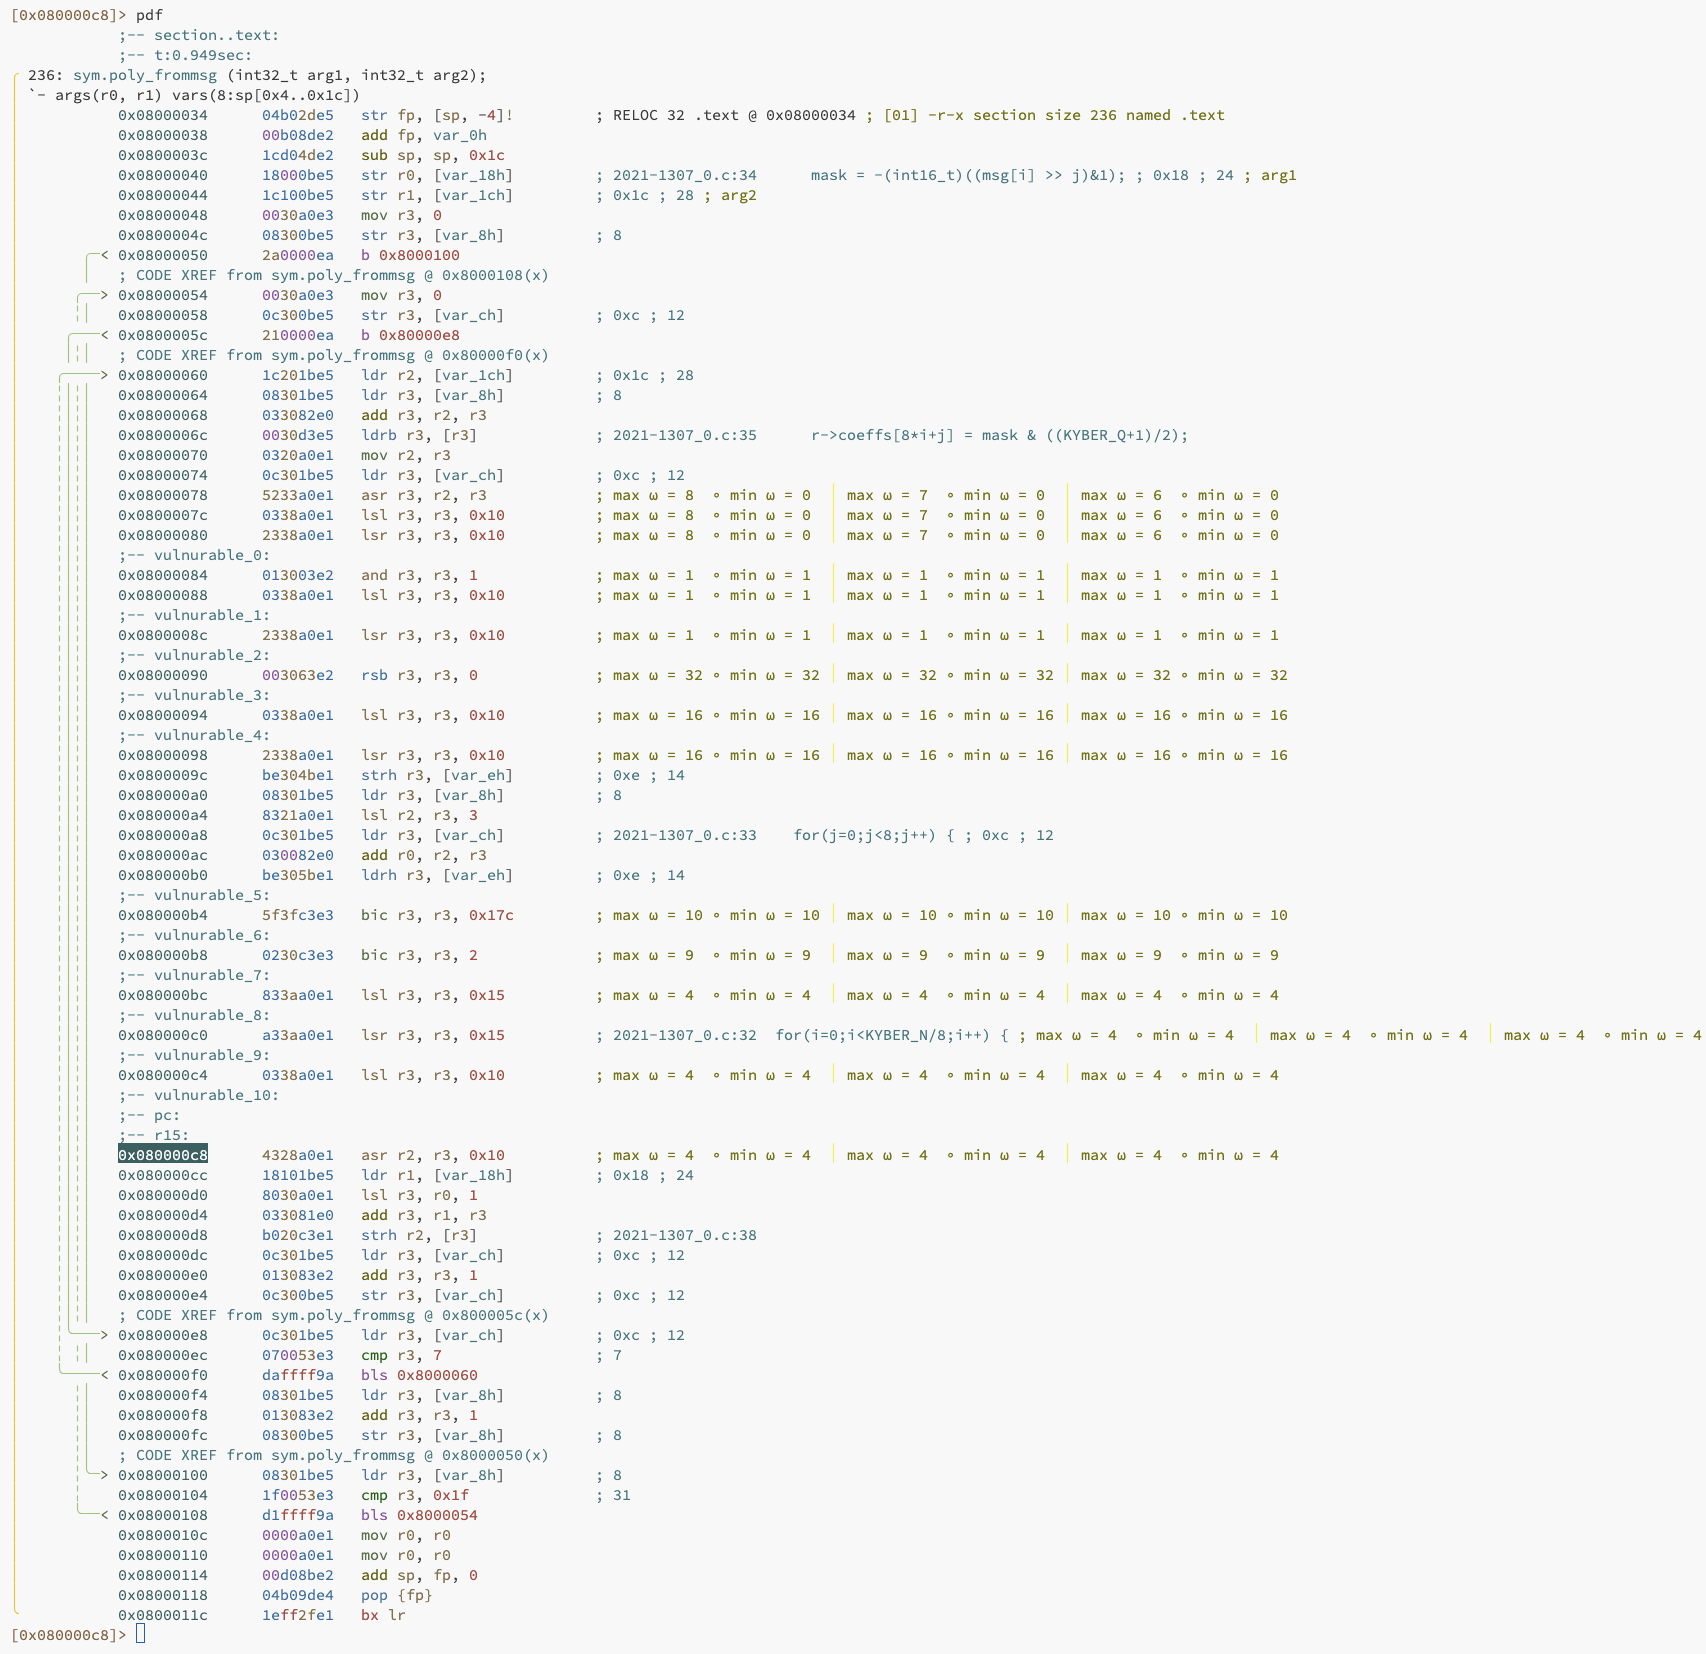 [0x080000c8]> pdf
;-- section..text:
;-- t:0.949sec:
236: sym.poly_frommsg (int32_t arg1, int32_t arg2);
`- args(r0, r1) vars(8:sp[0x4..0x1c])
0x08000034 04b02de5 str fp, [sp, -4]! ; RELOC 32 .text @ 0x08000034 ; [01] -r-x section size 236 named .text
0x08000038 00b08de2 add fp, var_0h
0x0800003c 1cd04de2 sub sp, sp, 0x1c
0x08000040 18000be5 str r0, [var_18h] ; 2021-1307_0.c:34 mask = -(int16_t)((msg[i] >> j)&1); ; 0x18 ; 24 ; arg1
0x08000044 1c100be5 str r1, [var_1ch] ; 0x1c ; 28 ; arg2
0x08000048 0030a0e3 mov r3, 0
0x0800004c 08300be5 str r3, [var_8h] ; 8
< 0x08000050 2a0000ea b 0x8000100
; CODE XREF from sym.poly_frommsg @ 0x8000108(x)
> 0x08000054 0030a0e3 mov r3, 0
0x08000058 0c300be5 str r3, [var_ch] ; 0xc ; 12
< 0x0800005c 210000ea b 0x80000e8
; CODE XREF from sym.poly_frommsg @ 0x80000f0(x)
> 0x08000060 1c201be5 ldr r2, [var_1ch] ; 0x1c ; 28
0x08000064 08301be5 ldr r3, [var_8h] ; 8
0x08000068 033082e0 add r3, r2, r3
0x0800006c 0030d3e5 ldrb r3, [r3] ; 2021-1307_0.c:35 r->coeffs[8*i+j] = mask & ((KYBER_Q+1)/2);
0x08000070 0320a0e1 mov r2, r3
0x08000074 0c301be5 ldr r3, [var_ch] ; 0xc ; 12
0x08000078 5233a0e1 asr r3, r2, r3 ; max ω = 8 ∘ min ω = 0 │ max ω = 7 ∘ min ω = 0 │ max ω = 6 ∘ min ω = 0
0x0800007c 0338a0e1 lsl r3, r3, 0x10 ; max ω = 8 ∘ min ω = 0 │ max ω = 7 ∘ min ω = 0 │ max ω = 6 ∘ min ω = 0
0x08000080 2338a0e1 lsr r3, r3, 0x10 ; max ω = 8 ∘ min ω = 0 │ max ω = 7 ∘ min ω = 0 │ max ω = 6 ∘ min ω = 0
;-- vulnurable_0:
0x08000084 013003e2 and r3, r3, 1 ; max ω = 1 ∘ min ω = 1 │ max ω = 1 ∘ min ω = 1 │ max ω = 1 ∘ min ω = 1
0x08000088 0338a0e1 lsl r3, r3, 0x10 ; max ω = 1 ∘ min ω = 1 │ max ω = 1 ∘ min ω = 1 │ max ω = 1 ∘ min ω = 1
;-- vulnurable_1:
0x0800008c 2338a0e1 lsr r3, r3, 0x10 ; max ω = 1 ∘ min ω = 1 │ max ω = 1 ∘ min ω = 1 │ max ω = 1 ∘ min ω = 1
;-- vulnurable_2:
0x08000090 003063e2 rsb r3, r3, 0 ; max ω = 32 ∘ min ω = 32 │ max ω = 32 ∘ min ω = 32 │ max ω = 32 ∘ min ω = 32
;-- vulnurable_3:
0x08000094 0338a0e1 lsl r3, r3, 0x10 ; max ω = 16 ∘ min ω = 16 │ max ω = 16 ∘ min ω = 16 │ max ω = 16 ∘ min ω = 16
;-- vulnurable_4:
0x08000098 2338a0e1 lsr r3, r3, 0x10 ; max ω = 16 ∘ min ω = 16 │ max ω = 16 ∘ min ω = 16 │ max ω = 16 ∘ min ω = 16
0x0800009c be304be1 strh r3, [var_eh] ; 0xe ; 14
0x080000a0 08301be5 ldr r3, [var_8h] ; 8
0x080000a4 8321a0e1 lsl r2, r3, 3
0x080000a8 0c301be5 ldr r3, [var_ch] ; 2021-1307_0.c:33 for(j=0;j<8;j++) { ; 0xc ; 12
0x080000ac 030082e0 add r0, r2, r3
0x080000b0 be305be1 ldrh r3, [var_eh] ; 0xe ; 14
;-- vulnurable_5:
0x080000b4 5f3fc3e3 bic r3, r3, 0x17c ; max ω = 10 ∘ min ω = 10 │ max ω = 10 ∘ min ω = 10 │ max ω = 10 ∘ min ω = 10
;-- vulnurable_6:
0x080000b8 0230c3e3 bic r3, r3, 2 ; max ω = 9 ∘ min ω = 9 │ max ω = 9 ∘ min ω = 9 │ max ω = 9 ∘ min ω = 9
;-- vulnurable_7:
0x080000bc 833aa0e1 lsl r3, r3, 0x15 ; max ω = 4 ∘ min ω = 4 │ max ω = 4 ∘ min ω = 4 │ max ω = 4 ∘ min ω = 4
;-- vulnurable_8:
0x080000c0 a33aa0e1 lsr r3, r3, 0x15 ; 2021-1307_0.c:32 for(i=0;i<KYBER_N/8;i++) { ; max ω = 4 ∘ min ω = 4 │ max ω = 4 ∘ min ω = 4 │ max ω = 4 ∘ min ω = 4
;-- vulnurable_9:
0x080000c4 0338a0e1 lsl r3, r3, 0x10 ; max ω = 4 ∘ min ω = 4 │ max ω = 4 ∘ min ω = 4 │ max ω = 4 ∘ min ω = 4
;-- vulnurable_10:
;-- pc:
;-- r15:
0x080000c8 4328a0e1 asr r2, r3, 0x10 ; max ω = 4 ∘ min ω = 4 │ max ω = 4 ∘ min ω = 4 │ max ω = 4 ∘ min ω = 4
0x080000cc 18101be5 ldr r1, [var_18h] ; 0x18 ; 24
0x080000d0 8030a0e1 lsl r3, r0, 1
0x080000d4 033081e0 add r3, r1, r3
0x080000d8 b020c3e1 strh r2, [r3] ; 2021-1307_0.c:38
0x080000dc 0c301be5 ldr r3, [var_ch] ; 0xc ; 12
0x080000e0 013083e2 add r3, r3, 1
0x080000e4 0c300be5 str r3, [var_ch] ; 0xc ; 12
; CODE XREF from sym.poly_frommsg @ 0x800005c(x)
> 0x080000e8 0c301be5 ldr r3, [var_ch] ; 0xc ; 12
0x080000ec 070053e3 cmp r3, 7 ; 7
< 0x080000f0 daffff9a bls 0x8000060
0x080000f4 08301be5 ldr r3, [var_8h] ; 8
0x080000f8 013083e2 add r3, r3, 1
0x080000fc 08300be5 str r3, [var_8h] ; 8
; CODE XREF from sym.poly_frommsg @ 0x8000050(x)
> 0x08000100 08301be5 ldr r3, [var_8h] ; 8
0x08000104 1f0053e3 cmp r3, 0x1f ; 31
< 0x08000108 d1ffff9a bls 0x8000054
0x0800010c 0000a0e1 mov r0, r0
0x08000110 0000a0e1 mov r0, r0
0x08000114 00d08be2 add sp, fp, 0
0x08000118 04b09de4 pop {fp}
0x0800011c 1eff2fe1 bx lr
[0x080000c8]>